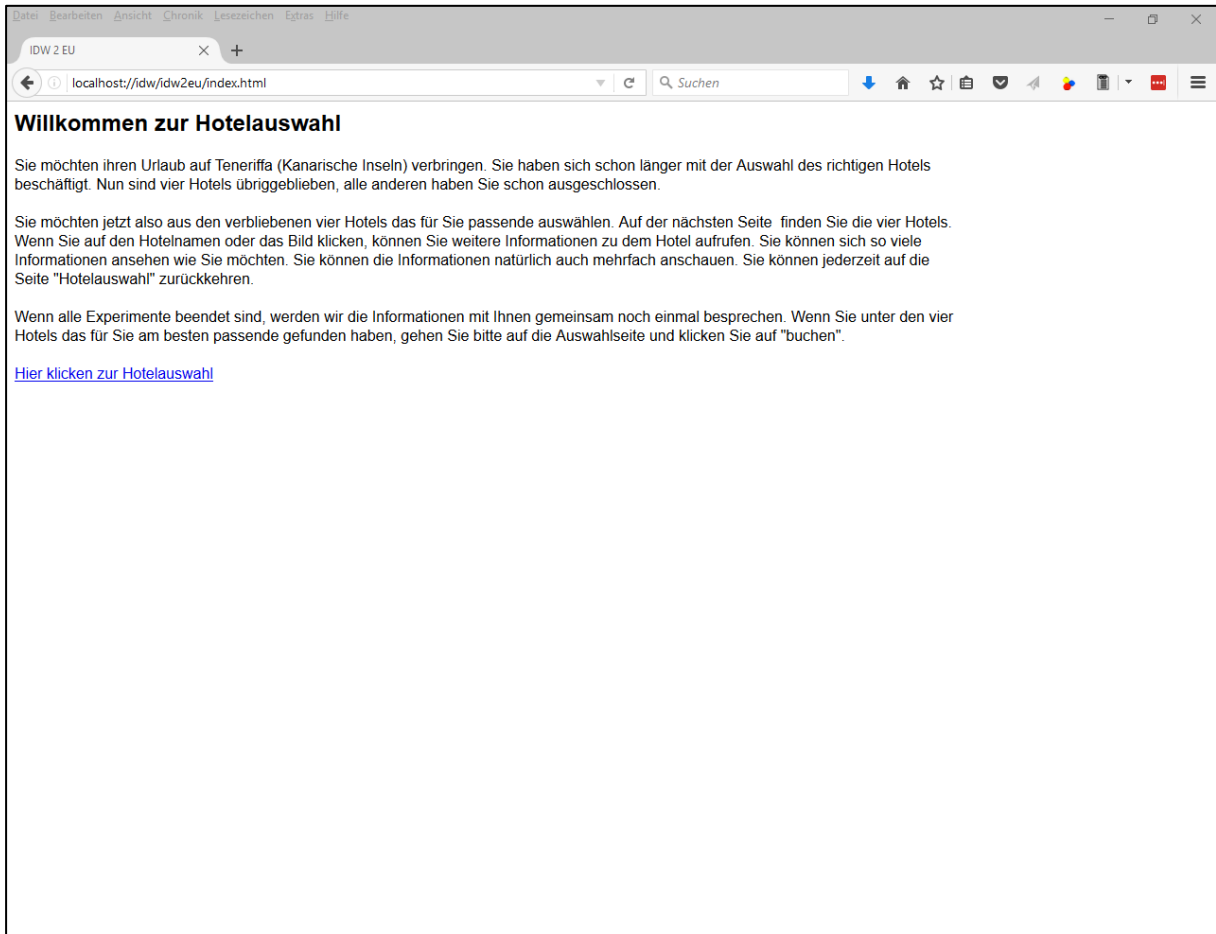 Datei Bearbeiten Ansicht Chronik Lesezeichen Extras Hilfe
IDW 2 EU
localhost://idw/idw2eu/index.html
Suchen
Willkommen zur Hotelauswahl
Sie möchten ihren Urlaub auf Teneriffa (Kanarische Inseln) verbringen. Sie haben sich schon länger mit der Auswahl des richtigen Hotels
beschäftigt. Nun sind vier Hotels übriggeblieben, alle anderen haben Sie schon ausgeschlossen.
Sie möchten jetzt also aus den verbliebenen vier Hotels das für Sie passende auswählen. Auf der nächsten Seite  finden Sie die vier Hotels.
Wenn Sie auf den Hotelnamen oder das Bild klicken, können Sie weitere Informationen zu dem Hotel aufrufen. Sie können sich so viele
Informationen ansehen wie Sie möchten. Sie können die Informationen natürlich auch mehrfach anschauen. Sie können jederzeit auf die
Seite "Hotelauswahl" zurückkehren.
Wenn alle Experimente beendet sind, werden wir die Informationen mit Ihnen gemeinsam noch einmal besprechen. Wenn Sie unter den vier
Hotels das für Sie am besten passende gefunden haben, gehen Sie bitte auf die Auswahlseite und klicken Sie auf "buchen".
Hier klicken zur Hotelauswahl